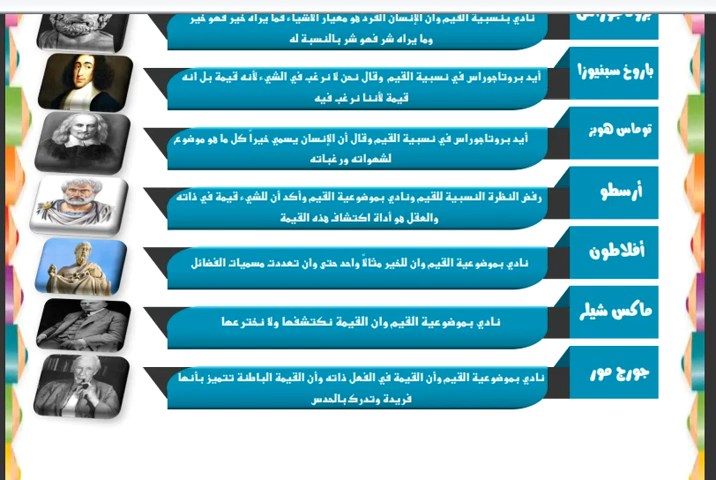 بروتاجوراس
نادي بنسبية القيم وان الإنسان الفرد هو معيار الأشياء فما يراه خير فهو خير
وما يراه شر فهو شر بالنسبة له
باروخ سبنيوزا
أيد بروتاجوراس في نسبية القيم وقال نحن لا نرغب في الشيء لأنه قيمة بل انه
قيمة لأننا نرغب فيه
توماس هوبز
أيد بروتاجوراس في نسبية القيم وقال أن الإنسان يسمي خيراً كل ما هو موضوع
لشهواته ورغباته
أرسطو
رفض النظرة النسبية للقيم ونادي بموضوعية القيم وأكد أن للشيء قيمة في ذاته
والعقل هو أداة اكتشاف هذه القيمة
أفلاطون
نادي بموضوعية القيم وان للخير مثالاً واحد حتى وان تعددت مسميات الفضائل
ماكس شيلر
نادي بموضوعية القيم وان القيمة نكتشفها ولا نخترعها
جورج مور
نادي بموضوعية القيم وأن القيمة في الفعل ذاته وأن القيمة الباطنة تتميز بأنها
فريدة وتدرك بالحدس